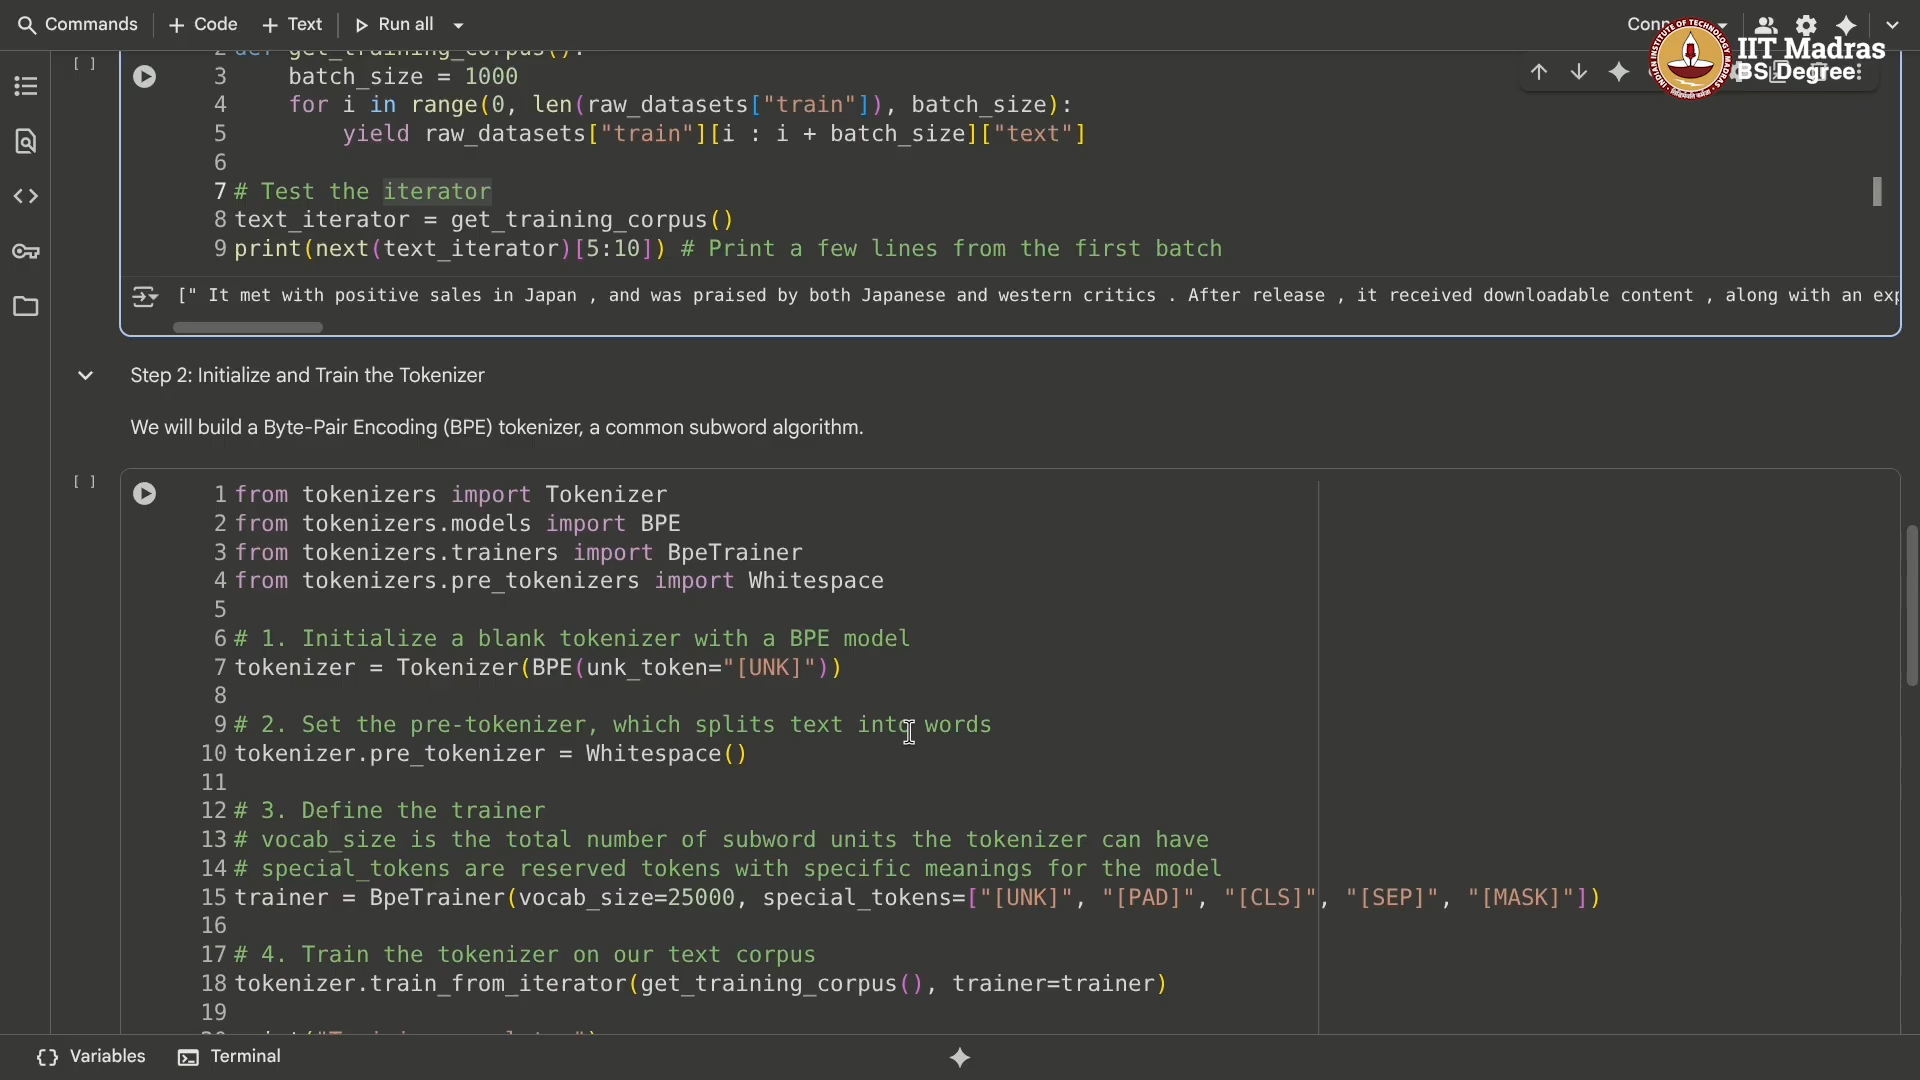 Commands + Code + Text Run all
IIT Madras
BS Degree
[ ]
3 batch_size = 1000
4 for i in range(0, len(raw_datasets["train"]), batch_size):
5 yield raw_datasets["train"][i : i + batch_size]["text"]
6
7 # Test the iterator
8 text_iterator = get_training_corpus()
9 print(next(text_iterator)[5:10]) # Print a few lines from the first batch
[" It met with positive sales in Japan , and was praised by both Japanese and western critics . After release , it received downloadable content , along with an
Step 2: Initialize and Train the Tokenizer
We will build a Byte-Pair Encoding (BPE) tokenizer, a common subword algorithm.
[ ]
1 from tokenizers import Tokenizer
2 from tokenizers.models import BPE
3 from tokenizers.trainers import BpeTrainer
4 from tokenizers.pre_tokenizers import Whitespace
5
6 # 1. Initialize a blank tokenizer with a BPE model
7 tokenizer = Tokenizer(BPE(unk_token="[UNK]"))
8
9 # 2. Set the pre-tokenizer, which splits text into words
10 tokenizer.pre_tokenizer = Whitespace()
11
12 # 3. Define the trainer
13 # vocab_size is the total number of subword units the tokenizer can have
14 # special_tokens are reserved tokens with specific meanings for the model
15 trainer = BpeTrainer(vocab_size=25000, special_tokens=["[UNK]", "[PAD]", "[CLS]", "[SEP]", "[MASK]"])
16
17 # 4. Train the tokenizer on our text corpus
18 tokenizer.train_from_iterator(get_training_corpus(), trainer=trainer)
19
Variables Terminal